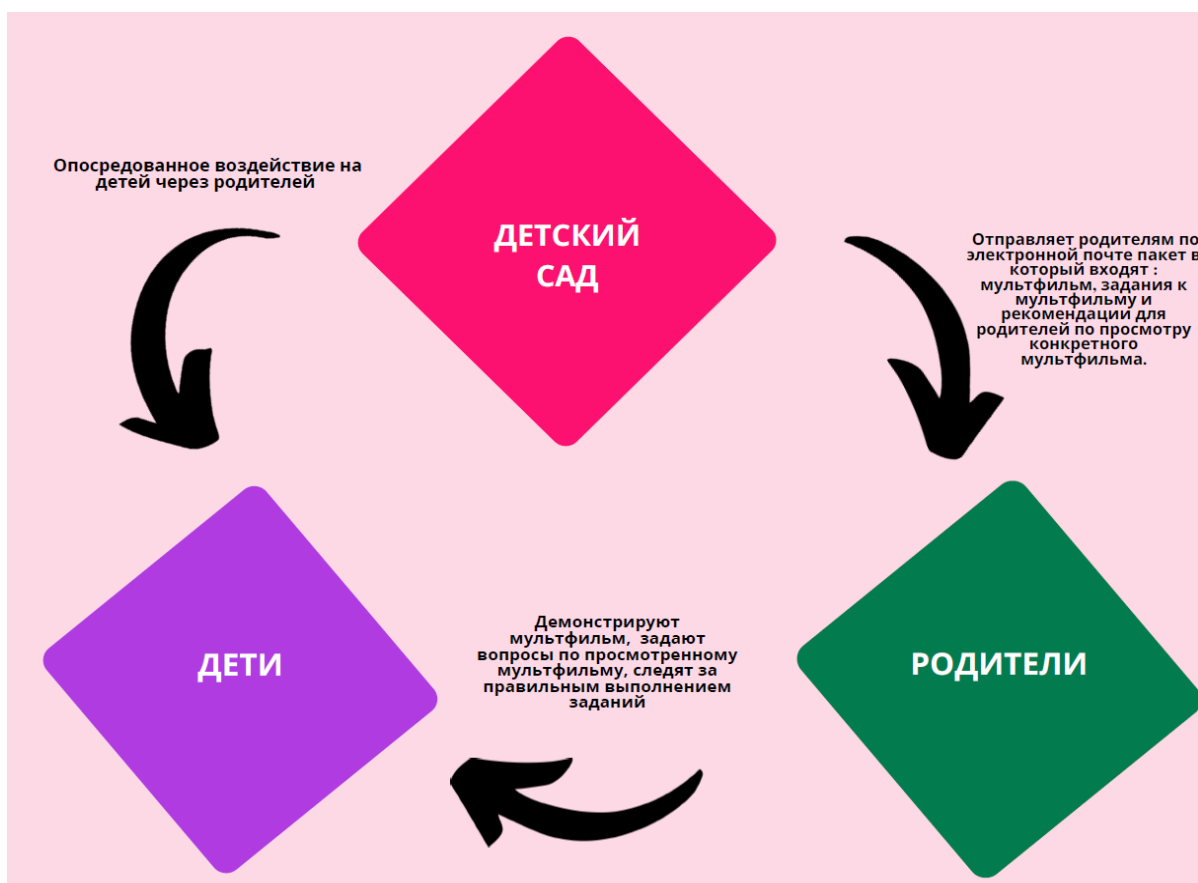 Опосредованное воздействие на
детей через родителей
ДЕТСКИЙ
САД
Отправляет родителям по
электронной почте пакет в
который входят :
мультфильм, задания к
мультфильму и
рекомендации для
родителей по просмотру
конкретного
мультфильма.
Демонстрируют
мультфильм, задают
вопросы по просмотренному
мультфильму, следят за
правильным выполнением
заданий
ДЕТИ
РОДИТЕЛИ